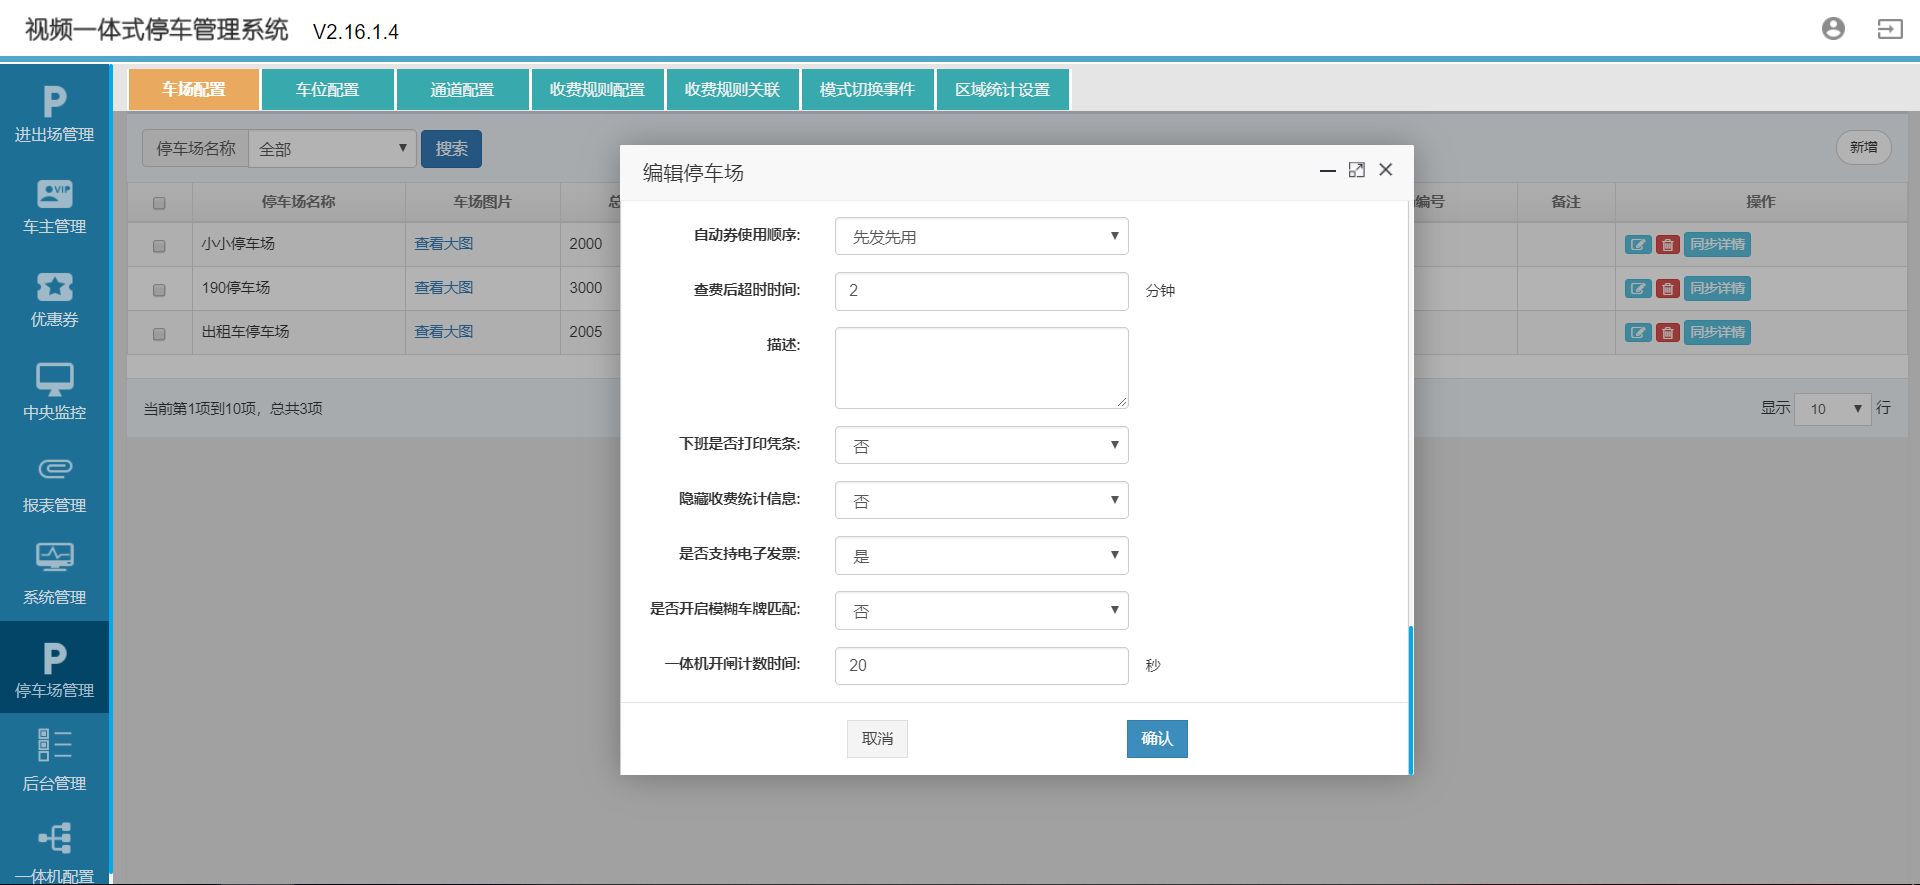 视频一体式停车管理系统 V2.16.1.4
车场配置 车位配置 通道配置 收费规则配置 收费规则关联 模式切换事件 区域统计设置
进出场管理
车主管理
优惠券
中央监控
报表管理
系统管理
停车场管理
后台管理
一体机配置
停车场名称 全部 搜索 新增
停车场名称 车场图片 总 编号 备注 操作
小小停车场 查看大图 2000 同步详情
190停车场 查看大图 3000 同步详情
出租车停车场 查看大图 2005 同步详情
当前第1项到10项，总共3项 显示 10 行
编辑停车场
自动券使用顺序: 先发先用
查费后超时时间: 2 分钟
描述:
下班是否打印凭条: 否
隐藏收费统计信息: 否
是否支持电子发票: 是
是否开启模糊车牌匹配: 否
一体机开闸计数时间: 20 秒
取消 确认